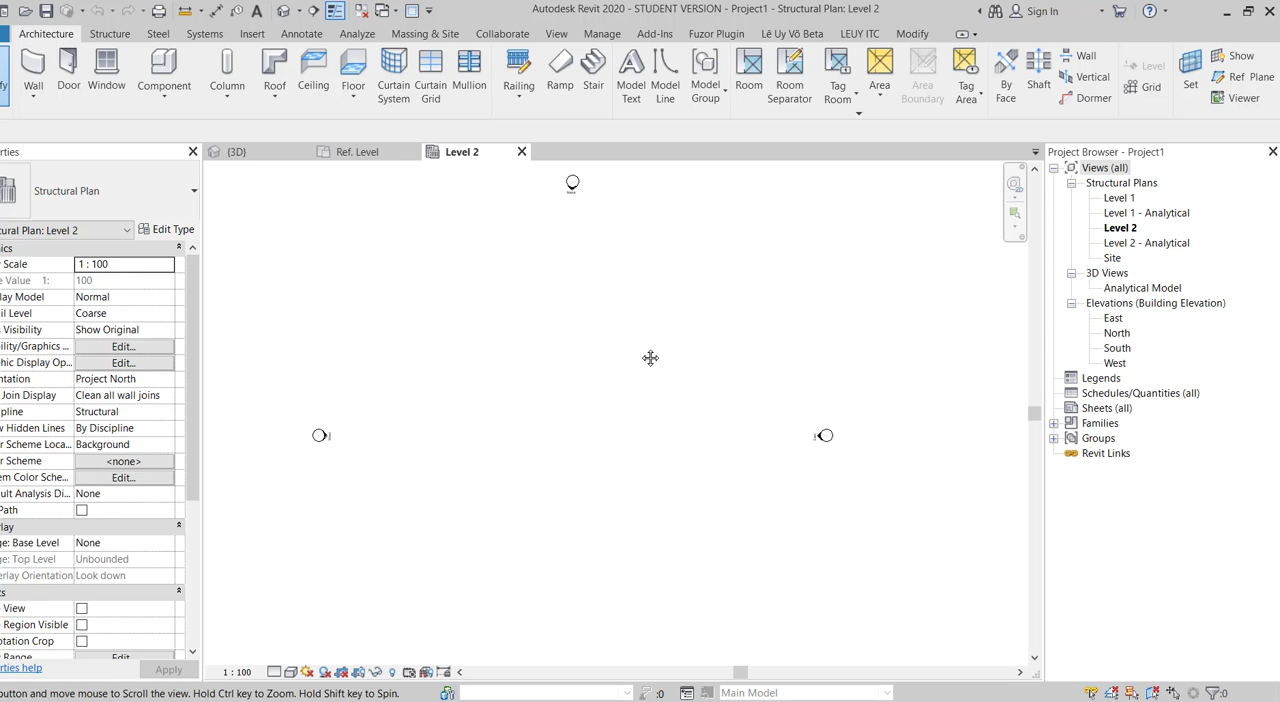 Autodesk Revit 2020 - STUDENT VERSION - Project1 - Structural Plan: Level 2
Sign In
Architecture Structure Steel Systems Insert Annotate Analyze Massing & Site Collaborate View Manage Add-Ins Fuzor Plugin Lê Uy Võ Beta LEUY ITC Modify
fy Wall Door Window Component Column Roof Ceiling Floor Curtain System Curtain Grid Mullion Railing Ramp Stair Model Text Model Line Model Group Room Room Separator Tag Room Area Area Boundary Tag Area By Face Shaft Wall Vertical Dormer Level Grid Set Show Ref Plane Viewer
erties
{3D}
Ref. Level
Level 2
Project Browser - Project1
Structural Plan
tural Plan: Level 2
Edit Type
ics
Scale 1 : 100
e Value 1: 100
lay Model Normal
il Level Coarse
s Visibility Show Original
ility/Graphics ... Edit...
hic Display Op... Edit...
ntation Project North
Join Display Clean all wall joins
ipline Structural
w Hidden Lines By Discipline
r Scheme Loca... Background
r Scheme <none>
em Color Sche... Edit...
ult Analysis Di... None
Path
lay
ge: Base Level None
ge: Top Level Unbounded
erlay Orientation Look down
ts
View
Region Visible
otation Crop
Range Edit...
erties help
Apply
Views (all)
Structural Plans
Level 1
Level 1 - Analytical
Level 2
Level 2 - Analytical
Site
3D Views
Analytical Model
Elevations (Building Elevation)
East
North
South
West
Legends
Schedules/Quantities (all)
Sheets (all)
Families
Groups
Revit Links
1 : 100
button and move mouse to Scroll the view. Hold Ctrl key to Zoom. Hold Shift key to Spin.
:0
Main Model
:0